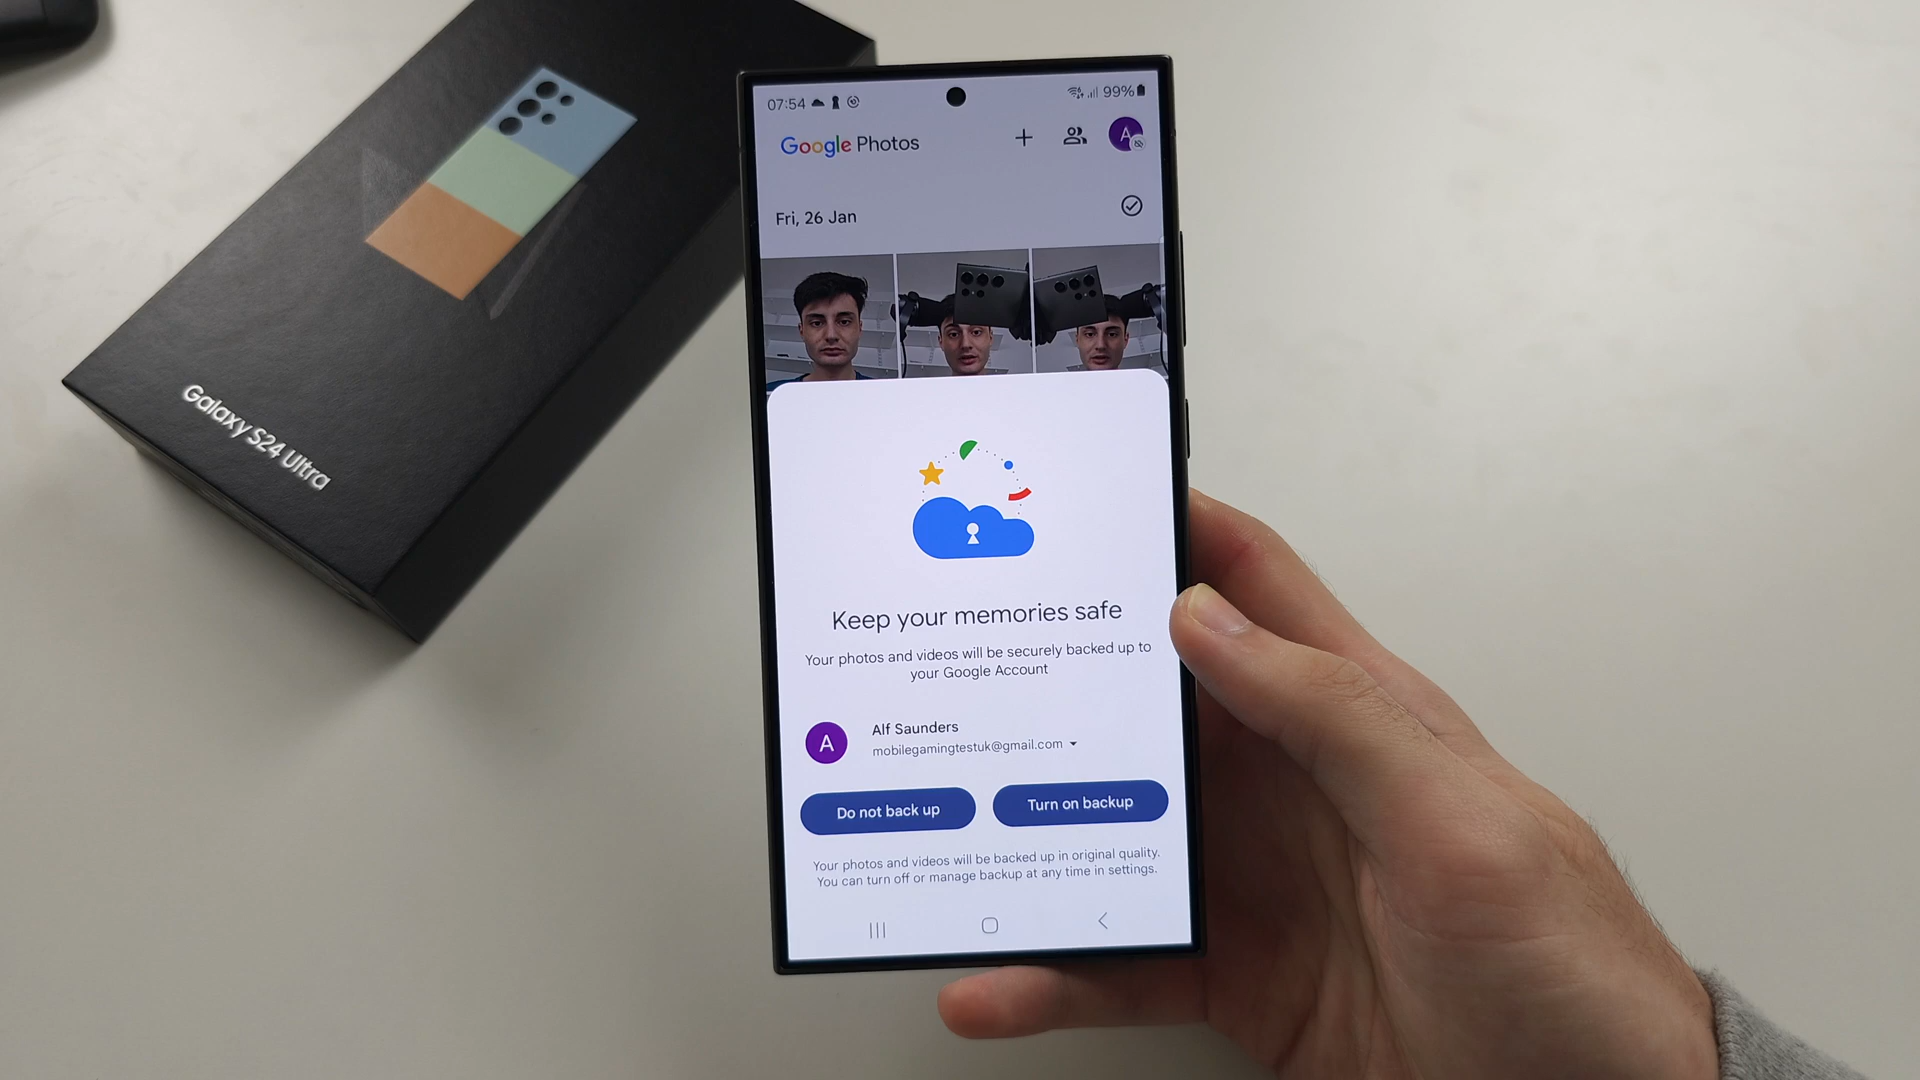 Galaxy S24 Ultra
07:54
99%
Google Photos
A
Fri, 26 Jan
Keep your memories safe
Your photos and videos will be securely backed up to
your Google Account
A
Alf Saunders
mobilegamingtestuk@gmail.com
Do not back up
Turn on backup
Your photos and videos will be backed up in original quality.
You can turn off or manage backup at any time in settings.